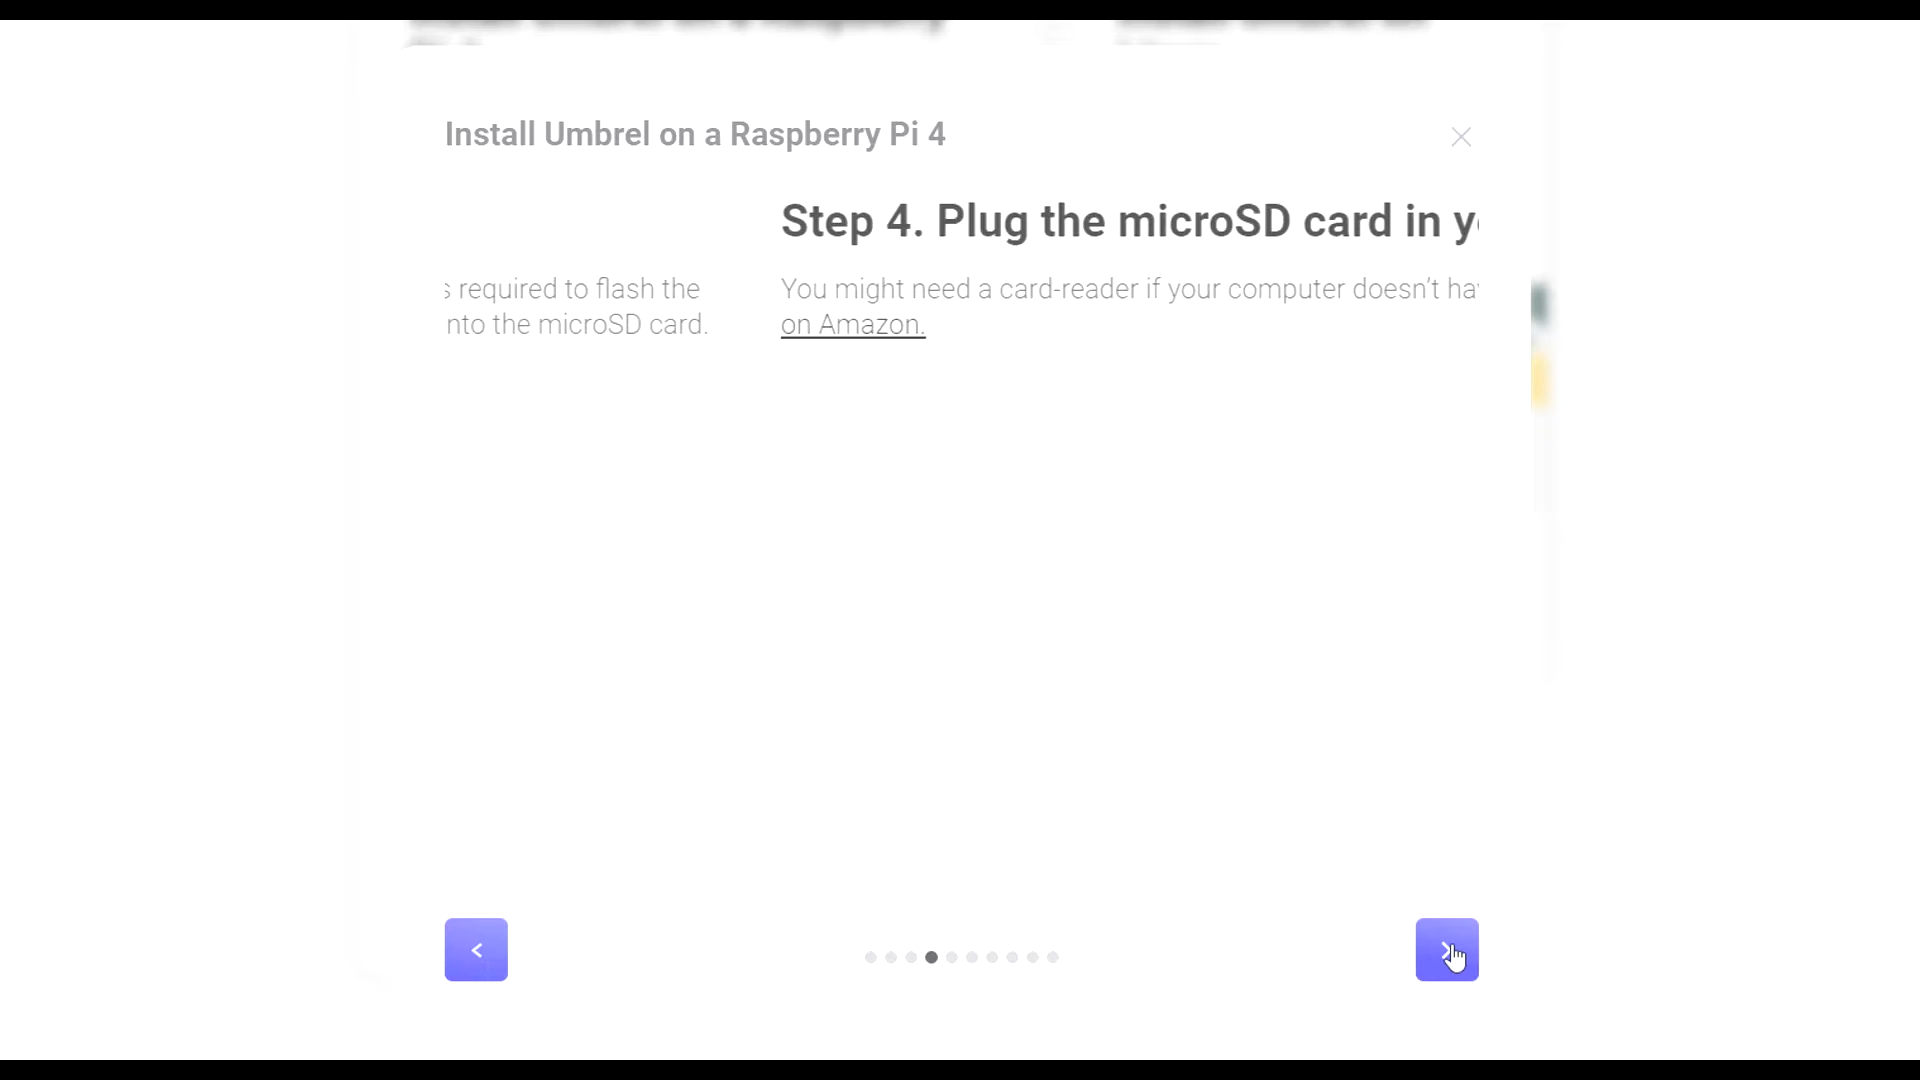 Install Umbrel on a Raspberry Pi 4
Step 4. Plug the microSD card in y
required to flash the
You might need a card-reader if your computer doesn't ha
nto the microSD card.
on Amazon.